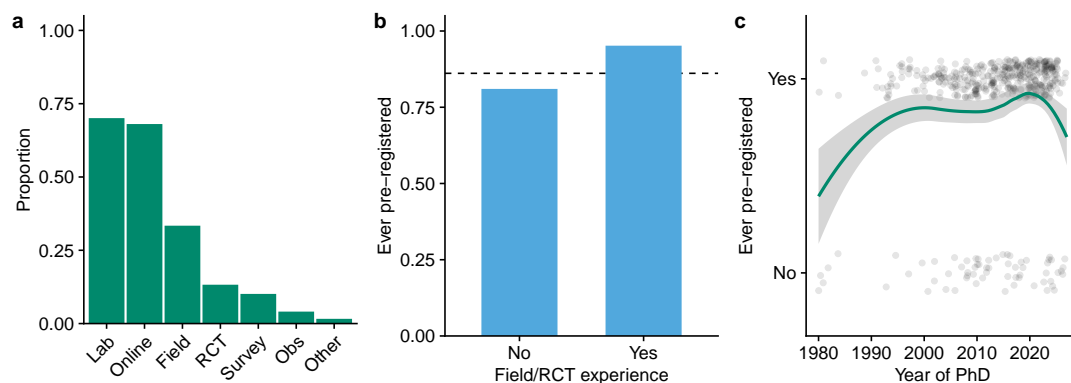 a
1.00
0.75
0.50
0.25
0.00
Proportion
Lab
Online
Field
RCT
Survey
Obs
Other
b
1.00
0.75
0.50
0.25
0.00
Ever pre−registered
No
Yes
Field/RCT experience
c
Yes
No
Ever pre−registered
1980
1990
2000
2010
2020
Year of PhD